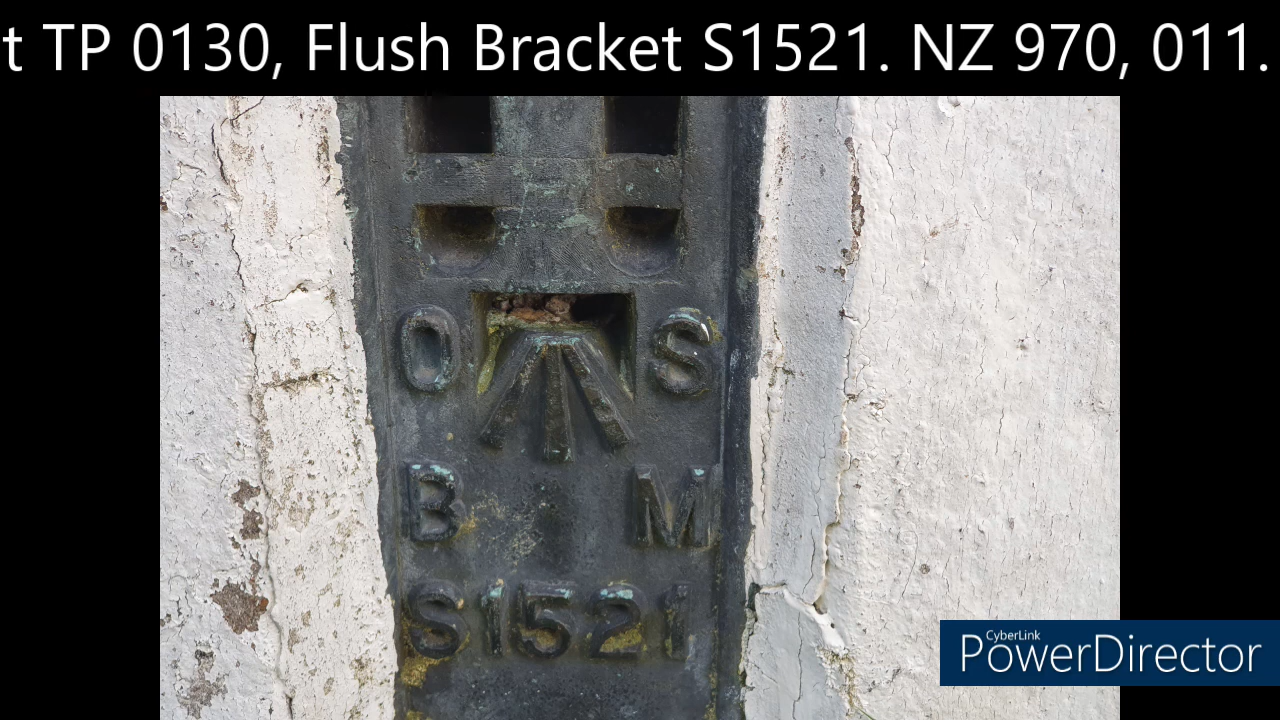 t TP 0130, Flush Bracket S1521. NZ 970, 011.
O S
B M
S1521
CyberLink
PowerDirector